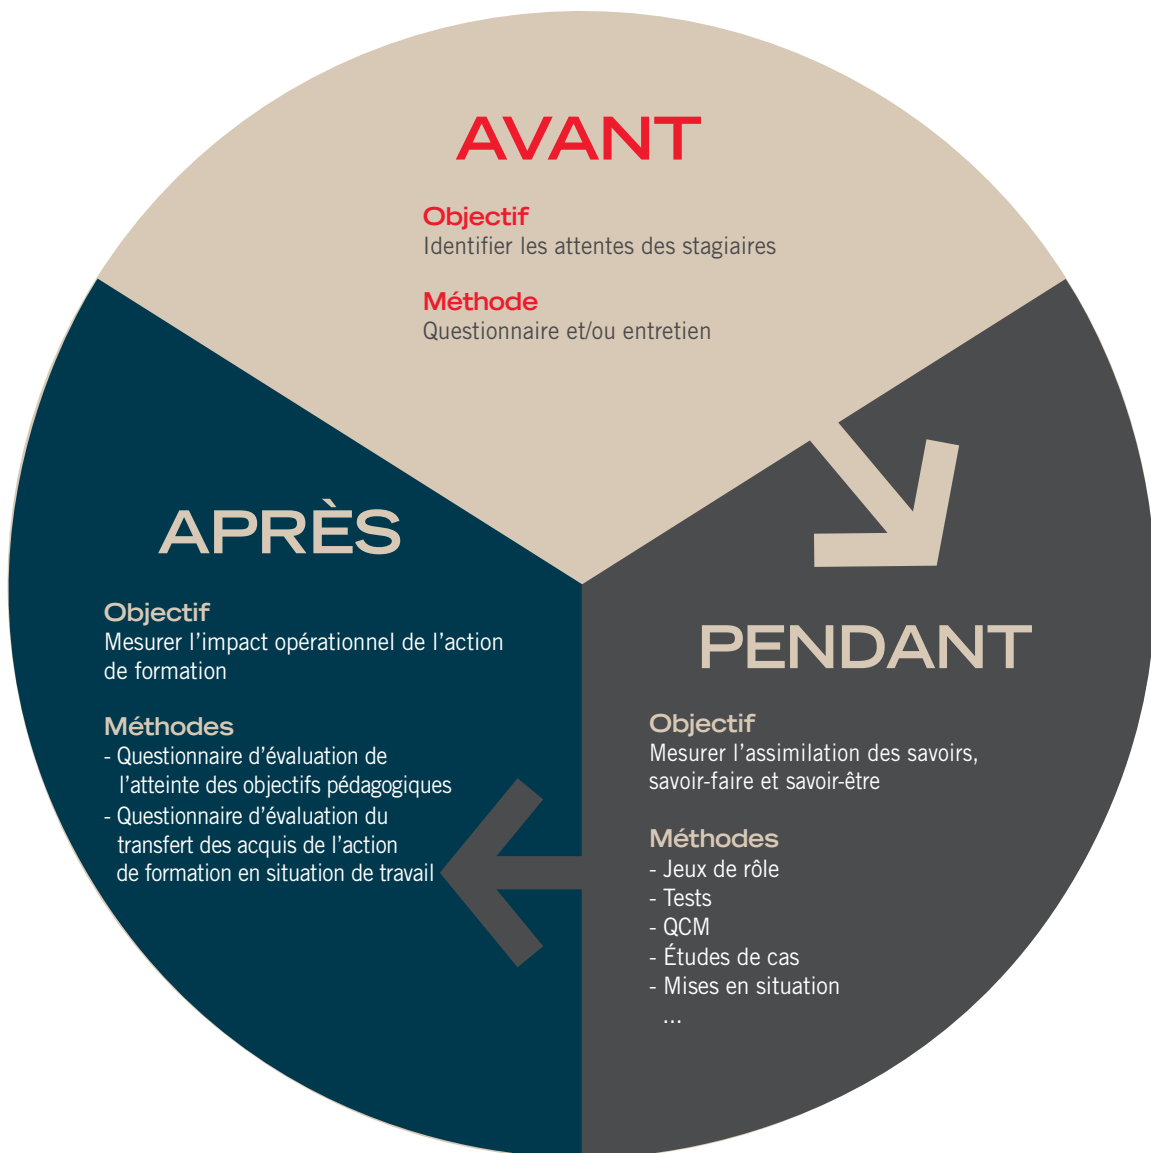 AVANT
Objectif
Identifier les attentes des stagiaires
Méthode
Questionnaire et/ou entretien
PENDANT
Objectif
Mesurer l’assimilation des savoirs,
savoir-faire et savoir-être
Méthodes
- Jeux de rôle
- Tests
- QCM
- Études de cas
- Mises en situation
...
APRÈS
Objectif
Mesurer l’impact opérationnel de l’action
de formation
Méthodes
- Questionnaire d’évaluation de
l’atteinte des objectifs pédagogiques
- Questionnaire d’évaluation du
transfert des acquis de l’action
de formation en situation de travail